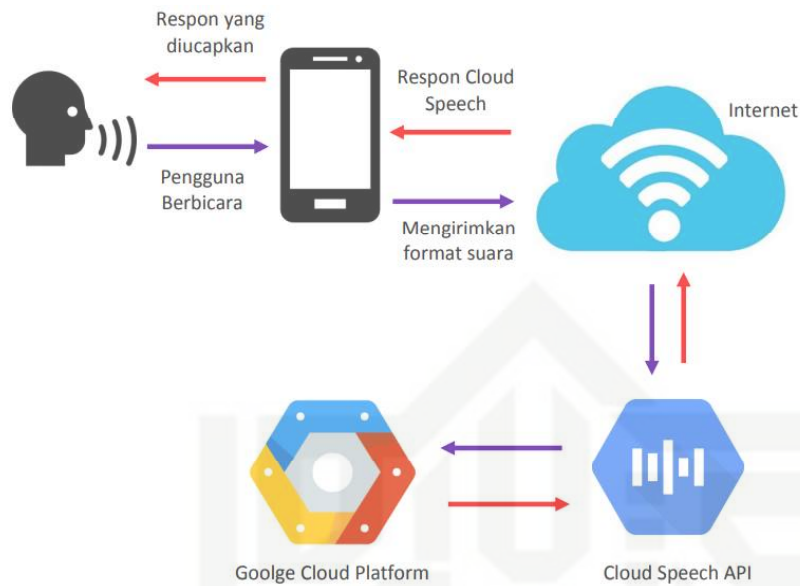 Respon yang
diucapkan
Respon Cloud
Speech
Internet
Pengguna
Berbicara
Mengirimkan
format suara
Goolge Cloud Platform
Cloud Speech API